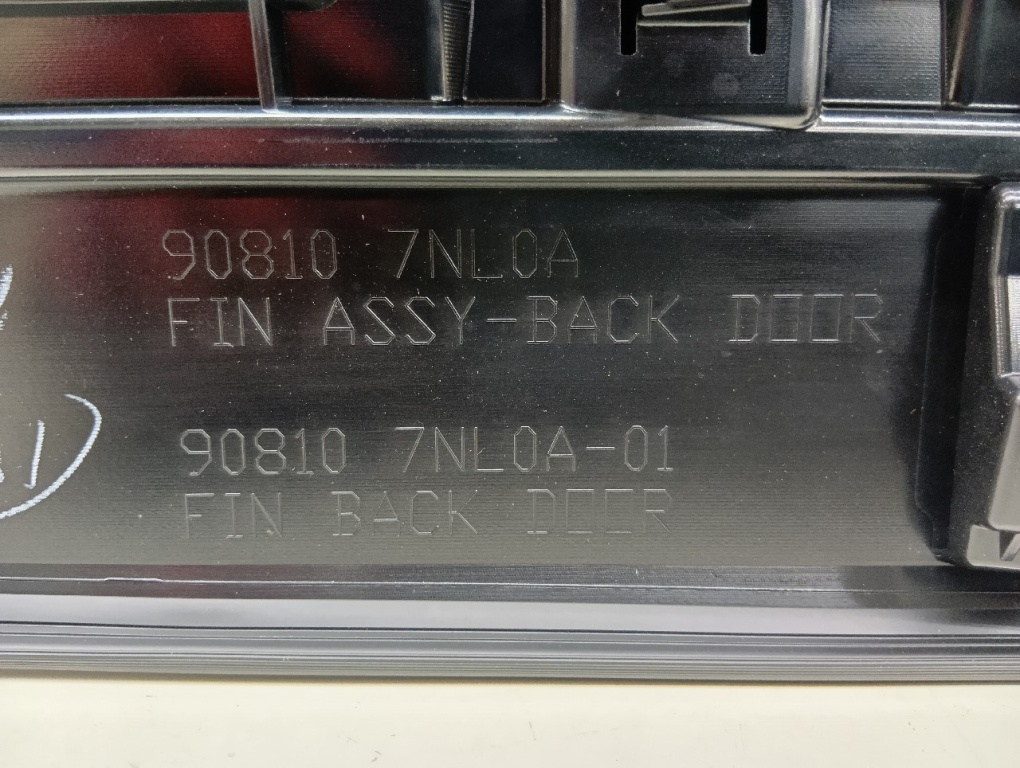 90810 7NL0A
FIN ASSY-BACK DOOR
90810 7NL0A-01
FIN BACK DOOR